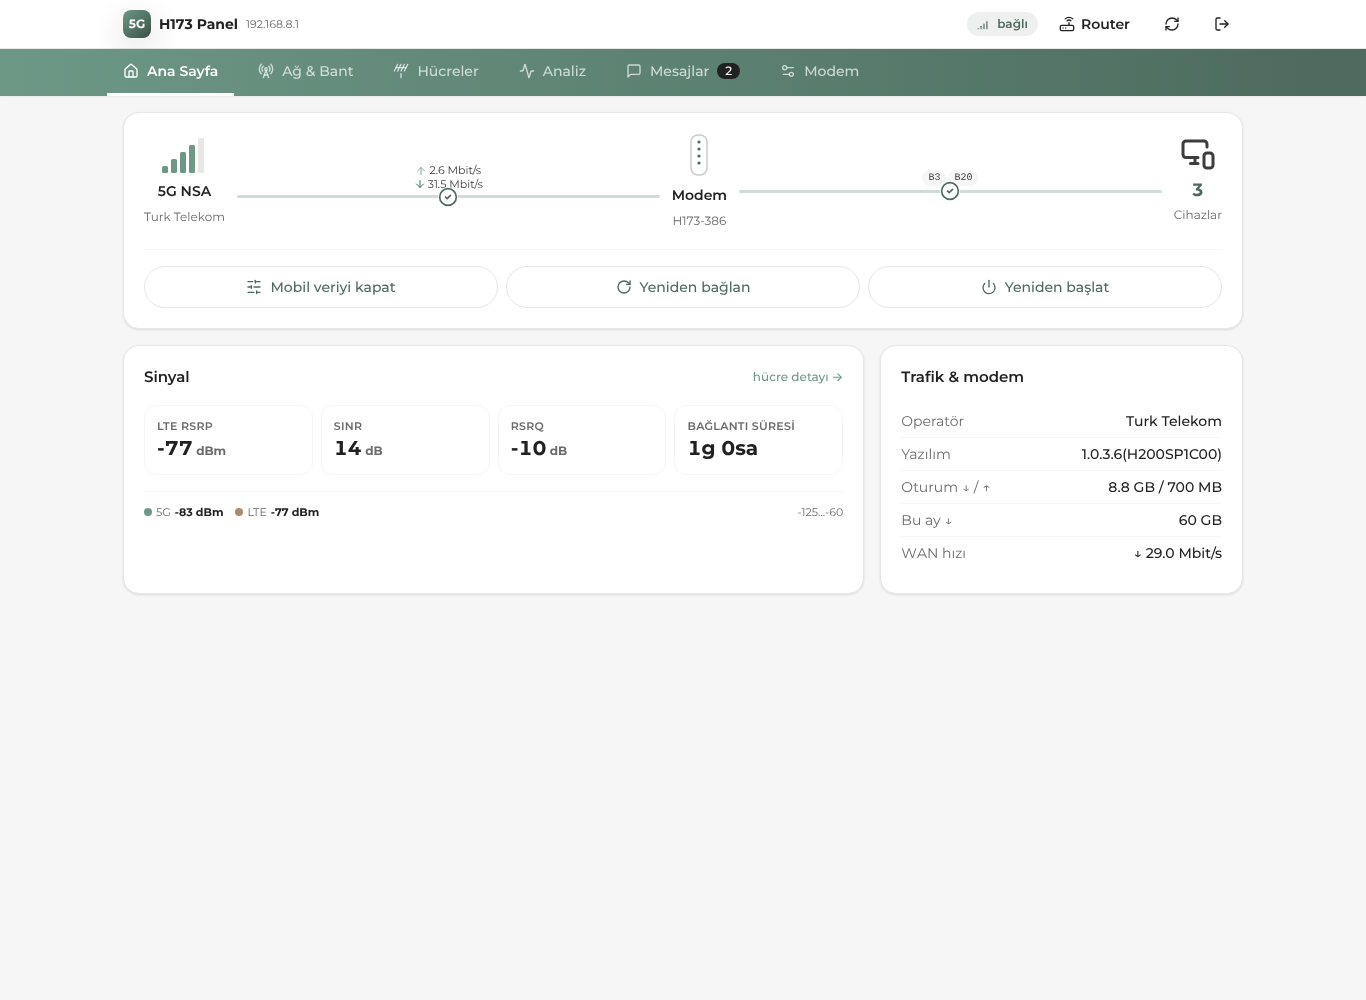 5G H173 Panel 192.168.8.1 bağlı Router
Ana Sayfa Ağ & Bant Hücreler Analiz Mesajlar 2 Modem
5G NSA
Turk Telekom
↑ 2.6 Mbit/s
↓ 31.5 Mbit/s
Modem
H173-386
B3 B20
3
Cihazlar
Mobil veriyi kapat Yeniden bağlan Yeniden başlat
Sinyal hücre detayı →
LTE RSRP
-77 dBm
SINR
14 dB
RSRQ
-10 dB
BAĞLANTI SÜRESİ
1g 0sa
5G -83 dBm LTE -77 dBm -125…-60
Trafik & modem
Operatör Turk Telekom
Yazılım 1.0.3.6(H200SP1C00)
Oturum ↓ / ↑ 8.8 GB / 700 MB
Bu ay ↓ 60 GB
WAN hızı ↓ 29.0 Mbit/s